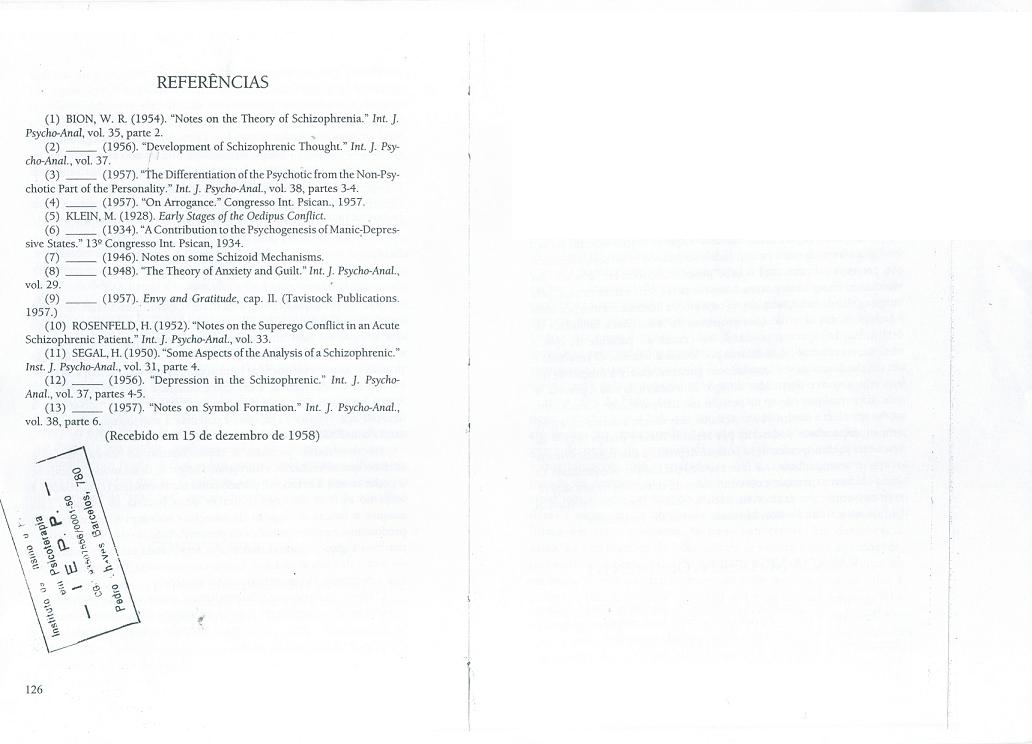 REFERÊNCIAS
(1) BION, W. R. (1954). “Notes on the Theory of Schizophrenia.” Int. J.
Psycho-Anal, vol. 35, parte 2.
(2) _____ (1956). “Development of Schizophrenic Thought.” Int. J. Psy-
cho-Anal., vol. 37.
(3) _____ (1957). “The Differentiation of the Psychotic from the Non-Psy-
chotic Part of the Personality.” Int. J. Psycho-Anal., vol. 38, partes 3-4.
(4) _____ (1957). “On Arrogance.” Congresso Int. Psican., 1957.
(5) KLEIN, M. (1928). Early Stages of the Oedipus Conflict.
(6) _____ (1934). “A Contribution to the Psychogenesis of Manic-Depres-
sive States.” 13º Congresso Int. Psican, 1934.
(7) _____ (1946). Notes on some Schizoid Mechanisms.
(8) _____ (1948). “The Theory of Anxiety and Guilt.” Int. J. Psycho-Anal.,
vol. 29.
(9) _____ (1957). Envy and Gratitude, cap. II. (Tavistock Publications.
1957.)
(10) ROSENFELD, H. (1952). “Notes on the Superego Conflict in an Acute
Schizophrenic Patient.” Int. J. Psycho-Anal., vol. 33.
(11) SEGAL, H. (1950). “Some Aspects of the Analysis of a Schizophrenic.”
Inst. J. Psycho-Anal., vol. 31, parte 4.
(12) _____ (1956). “Depression in the Schizophrenic.” Int. J. Psycho-
Anal., vol. 37, partes 4-5.
(13) _____ (1957). “Notes on Symbol Formation.” Int. J. Psycho-Anal.,
vol. 38, parte 6.
(Recebido em 15 de dezembro de 1958)
Instituto
em Psicoterapia
— I E P. P. —
Pedro Barcelos, 780
126